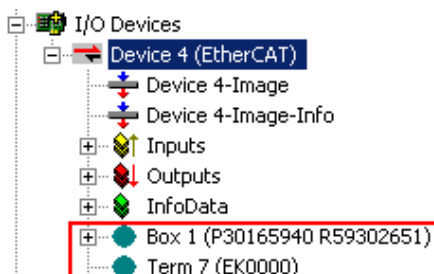 I/O Devices
Device 4 (EtherCAT)
Device 4-Image
Device 4-Image-Info
Inputs
Outputs
InfoData
Box 1 (P30165940 R59302651)
Term 7 (EK0000)